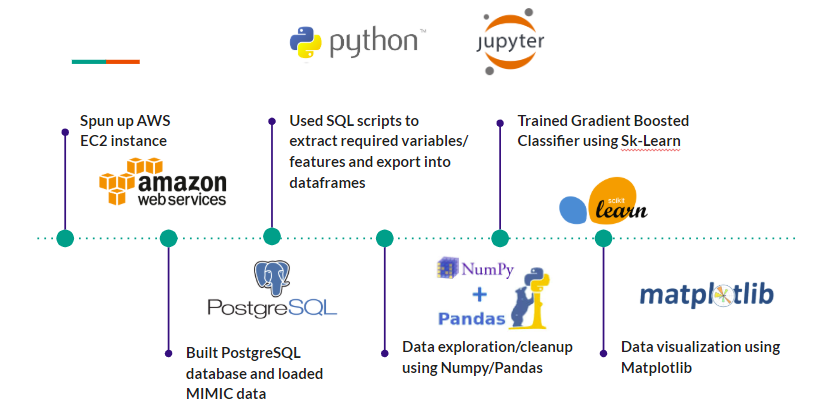 python™
jupyter
Spun up AWS
EC2 instance
amazon
web services
Used SQL scripts to
extract required variables/
features and export into
dataframes
Trained Gradient Boosted
Classifier using Sk-Learn
scikit
learn
PostgreSQL
Built PostgreSQL
database and loaded
MIMIC data
NumPy
+
Pandas
Data exploration/cleanup
using Numpy/Pandas
matplotlib
Data visualization using
Matplotlib